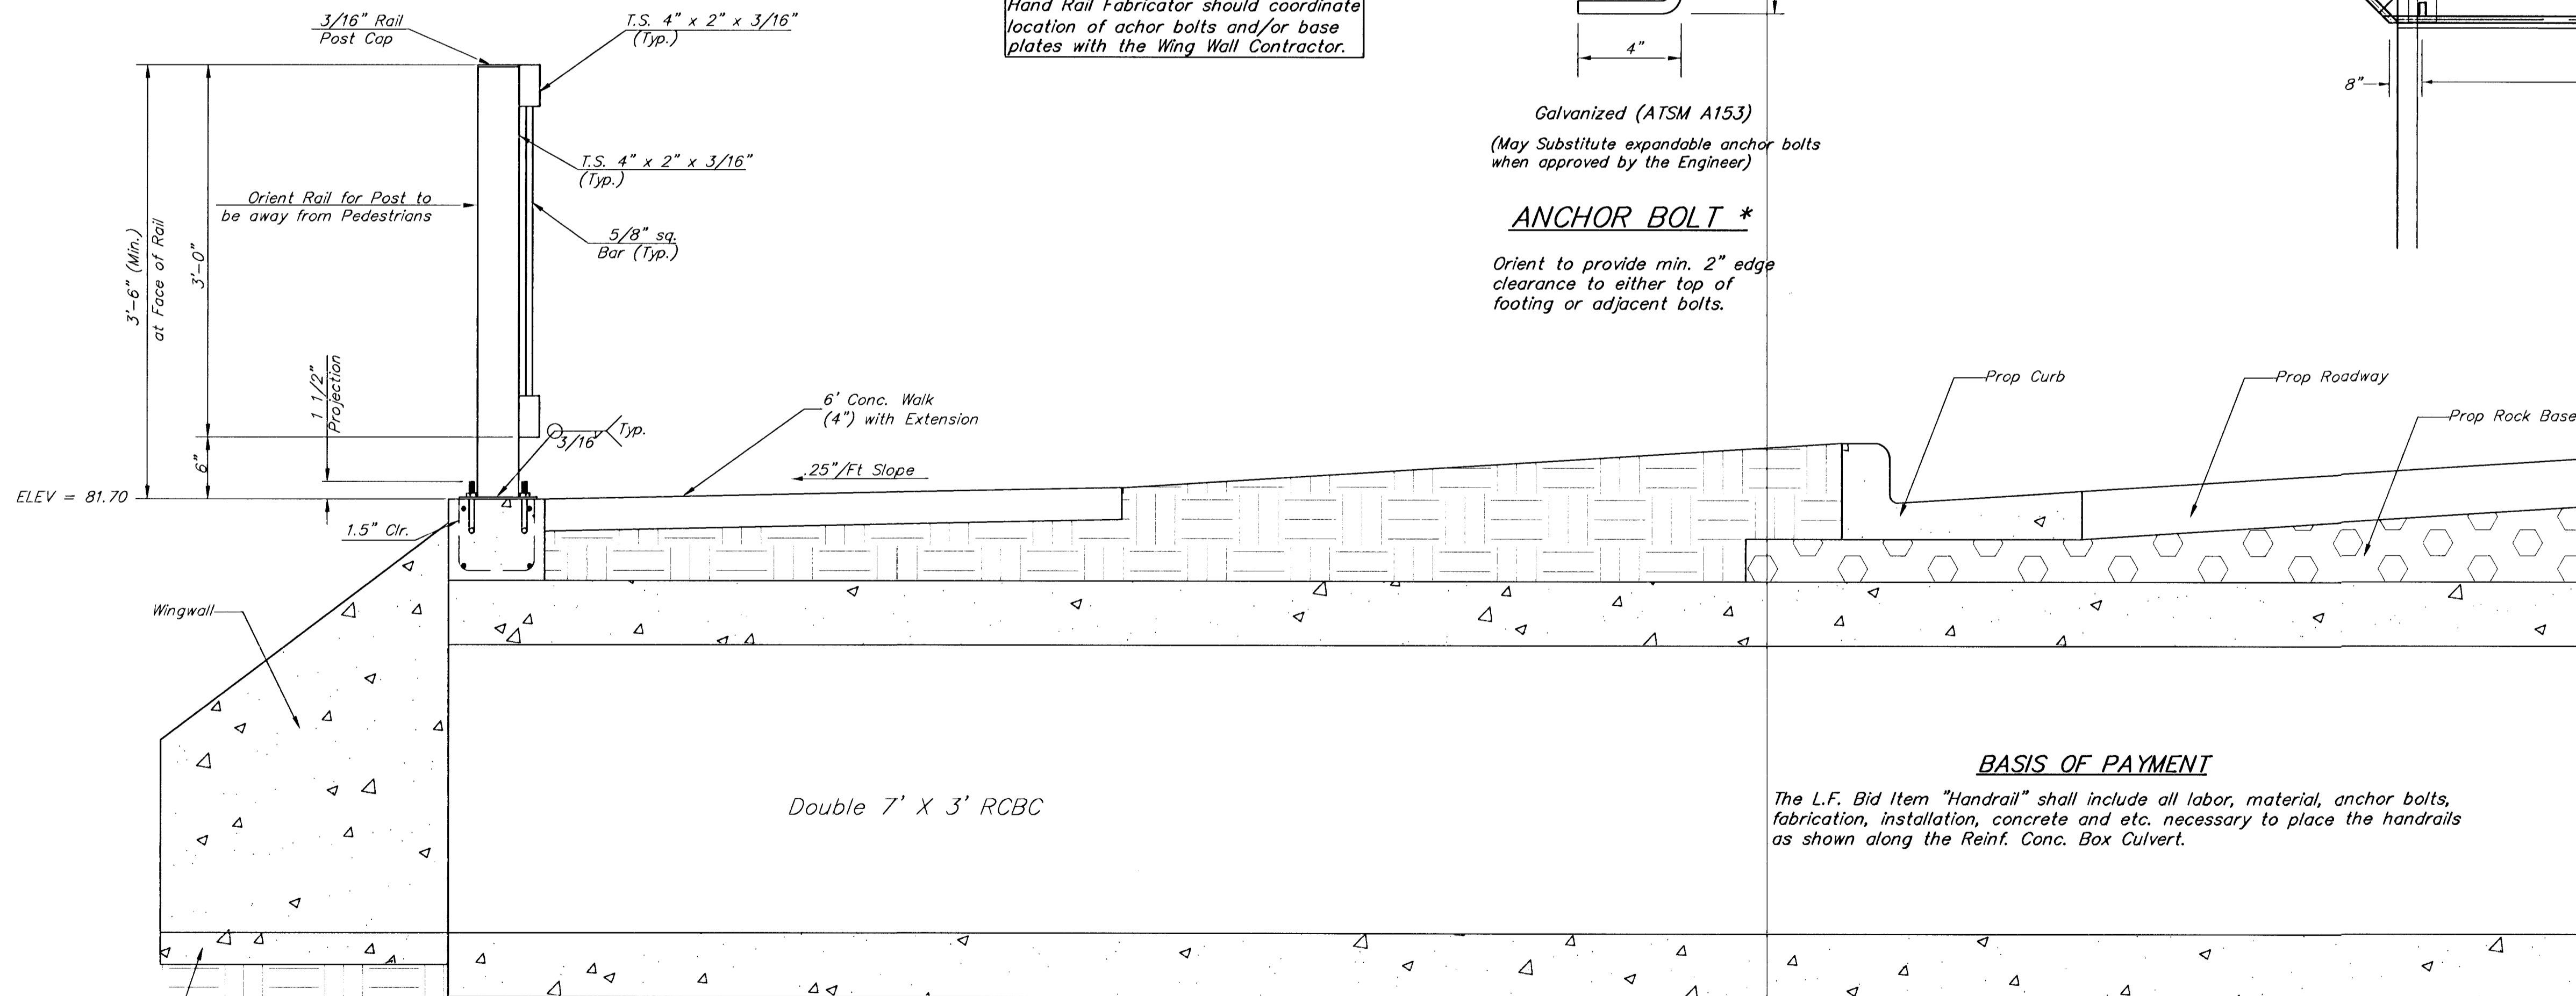 3/16" Rail
Post Cap
T.S. 4" x 2" x 3/16"
(Typ.)
Hand Rail Fabricator should coordinate
location of achor bolts and/or base
plates with the Wing Wall Contractor.
4"
8"
Galvanized (ATSM A153)
(May Substitute expandable anchor bolts
when approved by the Engineer)
T.S. 4" x 2" x 3/16"
(Typ.)
Orient Rail for Post to
be away from Pedestrians
ANCHOR BOLT *
5/8" sq.
Bar (Typ.)
Orient to provide min. 2" edge
clearance to either top of
footing or adjacent bolts.
3'-6" (Min.)
at Face of Rail
3'-0"
6"
1 1/2"
Projection
6' Conc. Walk
(4") with Extension
3/16
Typ.
.25"/Ft Slope
Prop Curb
Prop Roadway
Prop Rock Base
ELEV = 81.70
1.5" Clr.
Wingwall
Double 7' X 3' RCBC
BASIS OF PAYMENT
The L.F. Bid Item "Handrail" shall include all labor, material, anchor bolts,
fabrication, installation, concrete and etc. necessary to place the handrails
as shown along the Reinf. Conc. Box Culvert.